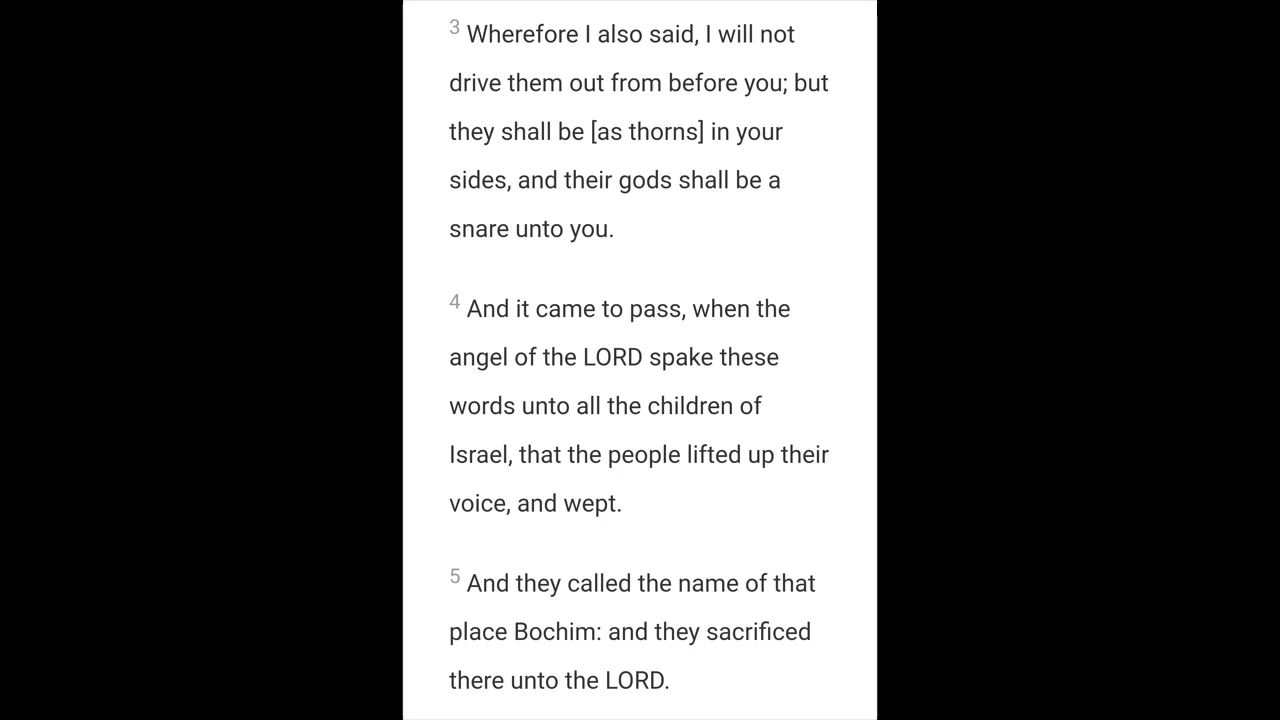 3 Wherefore I also said, I will not
drive them out from before you; but
they shall be [as thorns] in your
sides, and their gods shall be a
snare unto you.
4 And it came to pass, when the
angel of the LORD spake these
words unto all the children of
Israel, that the people lifted up their
voice, and wept.
5 And they called the name of that
place Bochim: and they sacrificed
there unto the LORD.